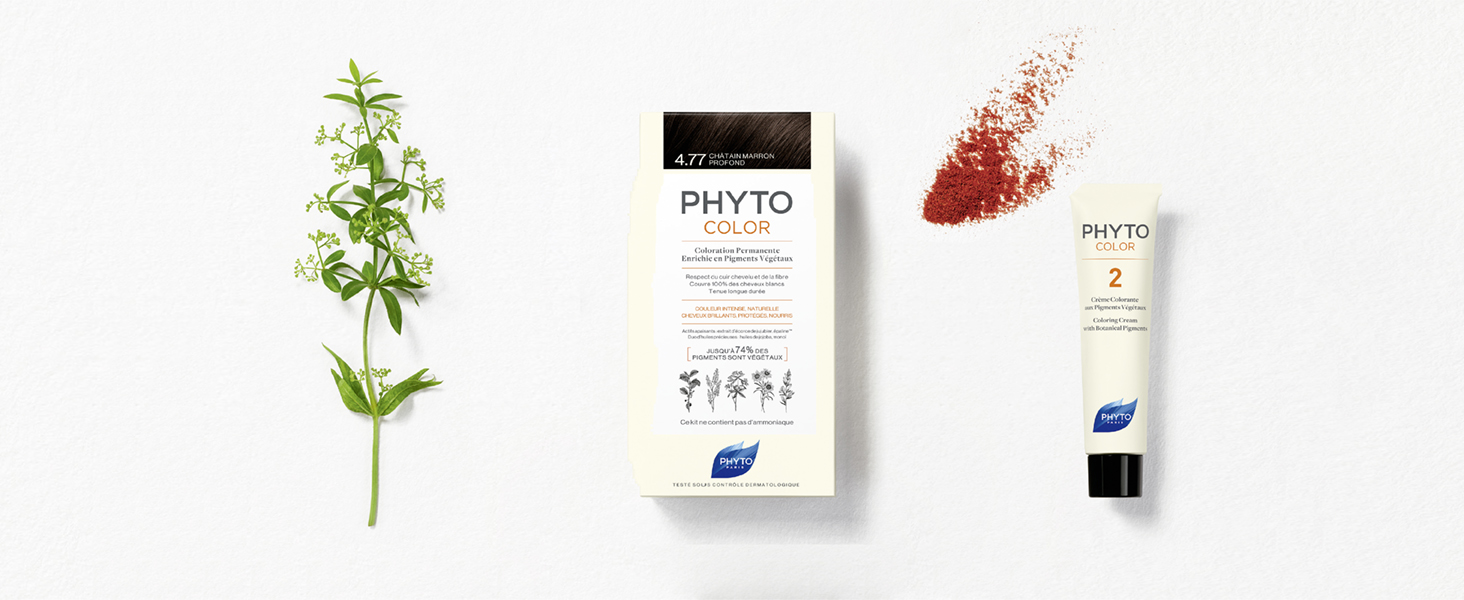 4.77 CHÂTAIN MARRON
PROFOND
PHYTO
COLOR
Coloration Permanente
Enrichie en Pigments Végétaux
Respect du cuir chevelu et de la fibre
Couvre 100% des cheveux blancs
Tenue longue durée
COULEUR INTENSE, NATURELLE
CHEVEUX BRILLANTS, PROTÉGÉS, NOURRIS
JUSQU'À 74% DES
PIGMENTS SONT VÉGÉTAUX
Ce kit ne contient pas d'ammoniaque
PHYTO
PARIS
TESTÉ SOUS CONTRÔLE DERMATOLOGIQUE
PHYTO
COLOR
2
Crème Colorante
aux Pigments Végétaux
Coloring Cream
with Botanical Pigments
PHYTO
PARIS